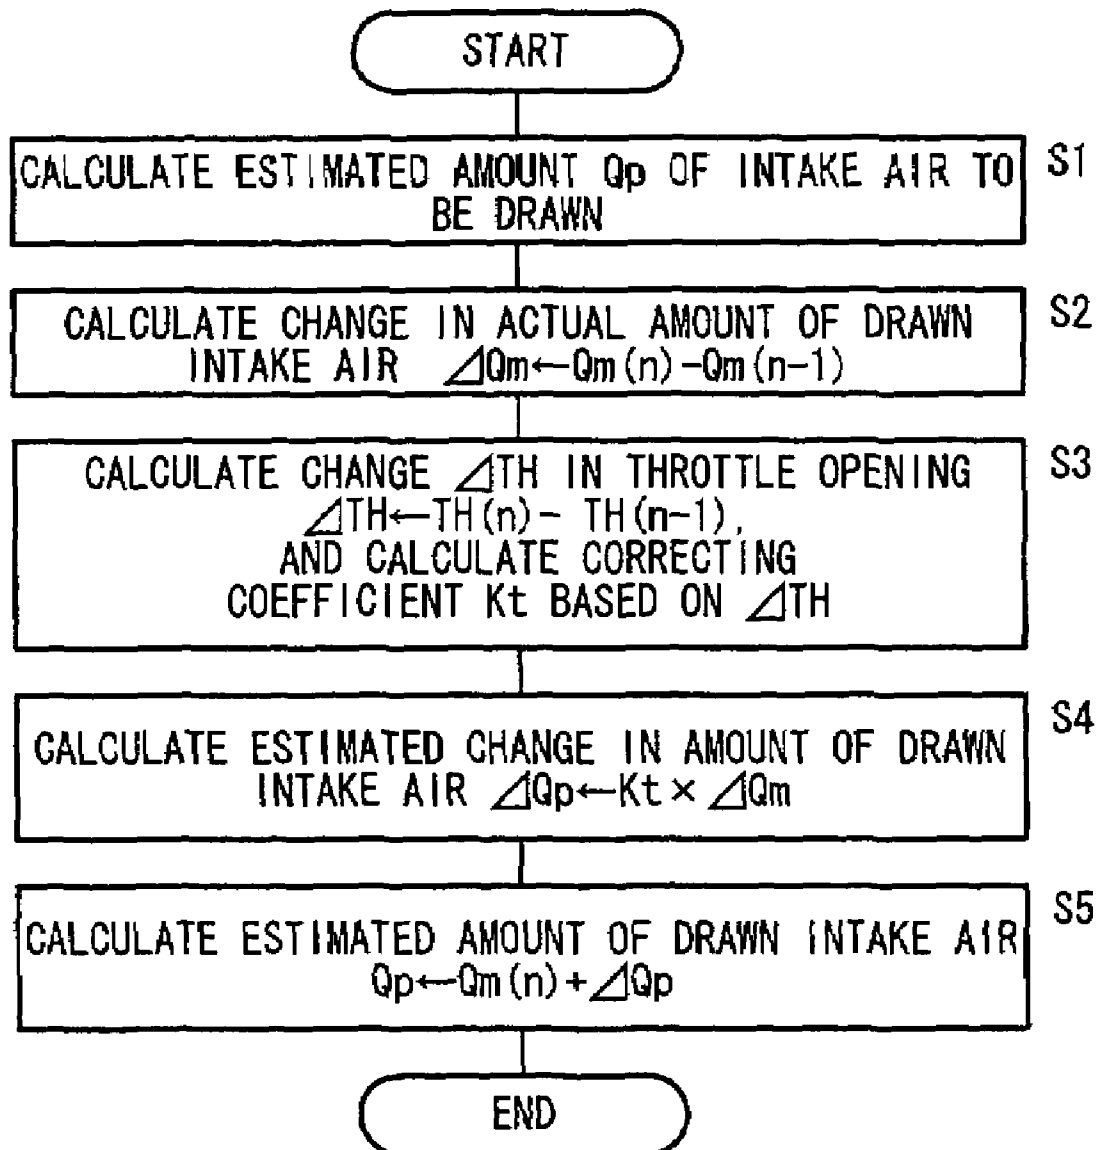 START
CALCULATE ESTIMATED AMOUNT Qp OF INTAKE AIR TO
BE DRAWN
S1
CALCULATE CHANGE IN ACTUAL AMOUNT OF DRAWN
INTAKE AIR ⊿Qm←Qm(n)-Qm(n-1)
S2
CALCULATE CHANGE ⊿TH IN THROTTLE OPENING
⊿TH←TH(n)- TH(n-1),
AND CALCULATE CORRECTING
COEFFICIENT Kt BASED ON ⊿TH
S3
CALCULATE ESTIMATED CHANGE IN AMOUNT OF DRAWN
INTAKE AIR ⊿Qp←Kt×⊿Qm
S4
CALCULATE ESTIMATED AMOUNT OF DRAWN INTAKE AIR
Qp←Qm(n)+⊿Qp
S5
END